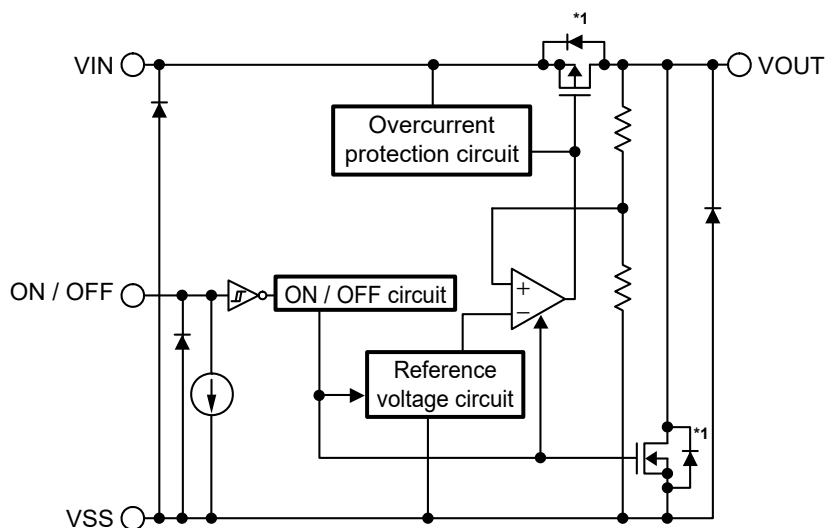 *1
VIN
VOUT
Overcurrent
protection circuit
ON / OFF
ON / OFF circuit
+
−
Reference
voltage circuit
*1
VSS